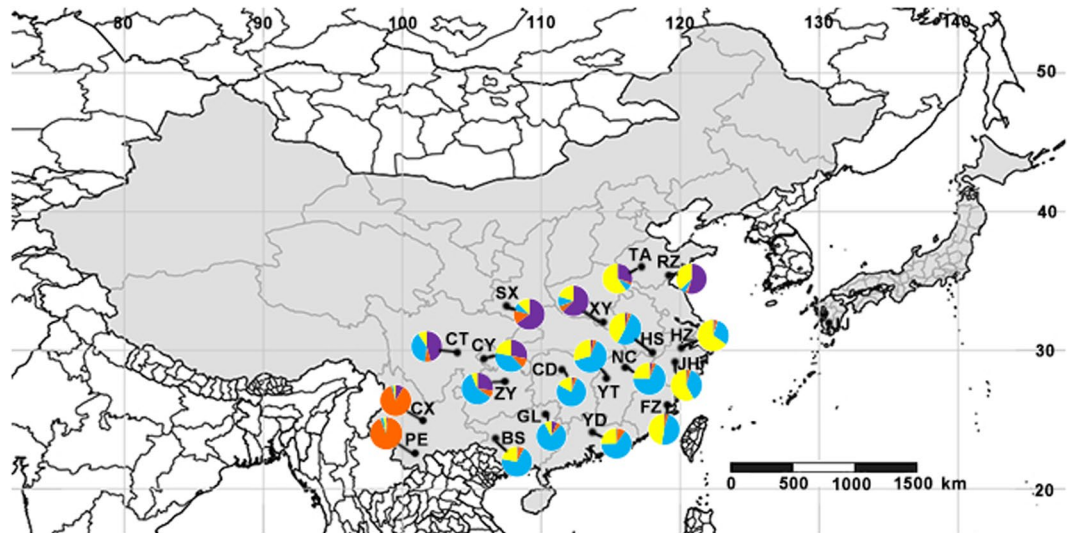 80 90 100 110 120 130 140
50
40
30
20
TA RZ
SX
XY
CT CY HS HZ
NC JH
CD
ZY YT
CX GL YD FZ
PE BS
0 500 1000 1500 km